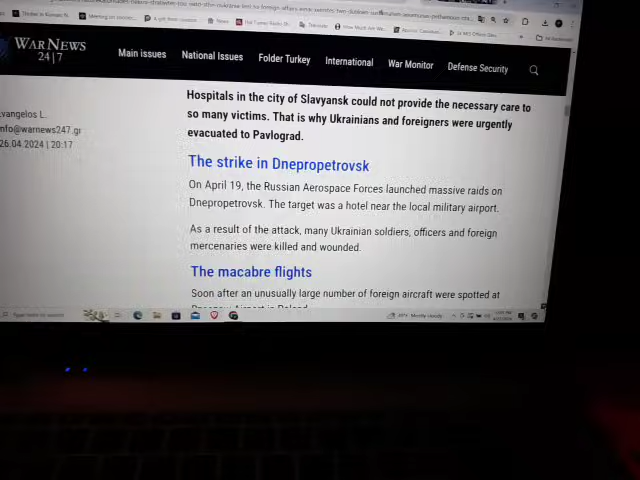 WAR NEWS
24|7
Main issues
National Issues
Folder Turkey
International
War Monitor
Defense Security
Hospitals in the city of Slavyansk could not provide the necessary care to
so many victims. That is why Ukrainians and foreigners were urgently
evacuated to Pavlograd.
vangelos L.
nfo@warnews247.gr
26.04.2024 | 20:17
The strike in Dnepropetrovsk
On April 19, the Russian Aerospace Forces launched massive raids on
Dnepropetrovsk. The target was a hotel near the local military airport.
As a result of the attack, many Ukrainian soldiers, officers and foreign
mercenaries were killed and wounded.
The macabre flights
Soon after an unusually large number of foreign aircraft were spotted at
Mostly cloudy